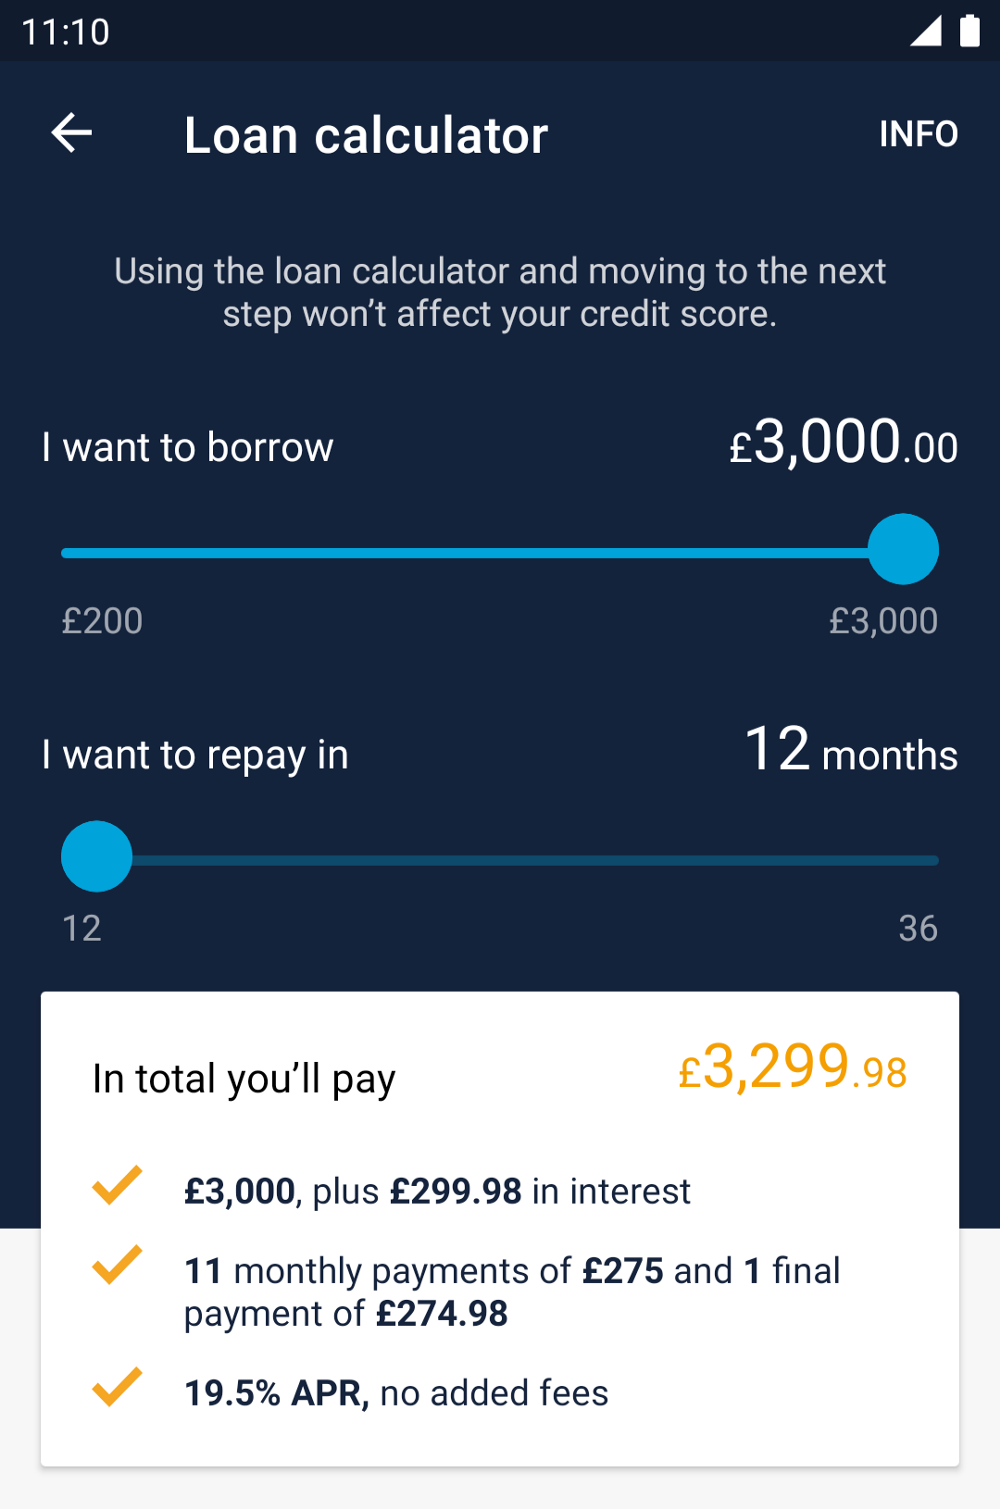 11:10
Loan calculator
INFO
Using the loan calculator and moving to the next
step won’t affect your credit score.
I want to borrow
£3,000.00
£200
£3,000
I want to repay in
12 months
12
36
In total you’ll pay
£3,299.98
£3,000, plus £299.98 in interest
11 monthly payments of £275 and 1 final
payment of £274.98
19.5% APR, no added fees